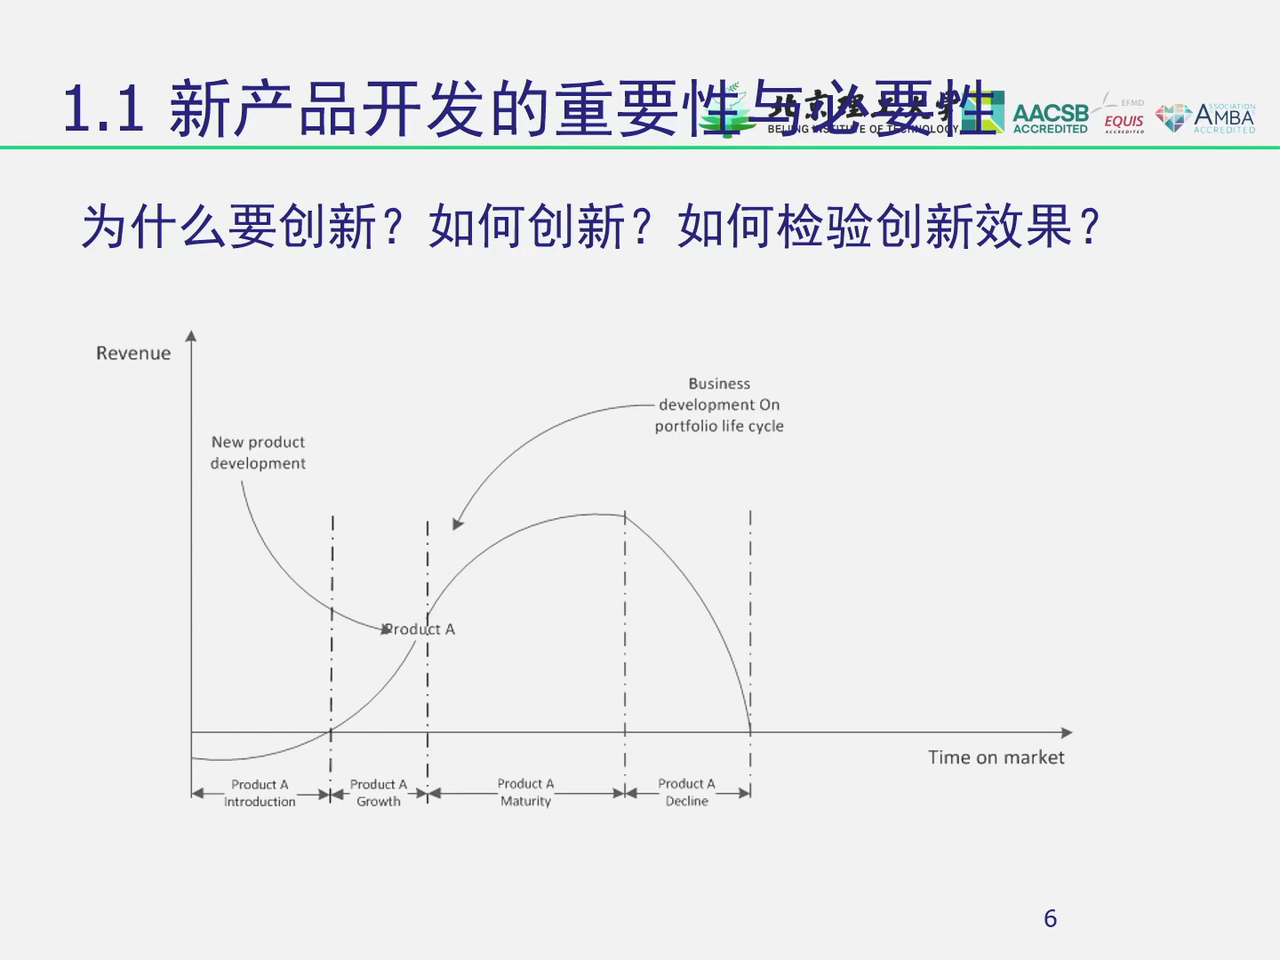 1.1 新产品开发的重要性与必要性
北京理工大学
BEIJING INSTITUTE OF TECHNOLOGY
AACSB
ACCREDITED
EFMD
EQUIS
ACCREDITED
ASSOCIATION
AMBA
ACCREDITED
为什么要创新？如何创新？如何检验创新效果？
Revenue
Business
development On
portfolio life cycle
New product
development
Product A
Time on market
Product A
Introduction
Product A
Growth
Product A
Maturity
Product A
Decline
6